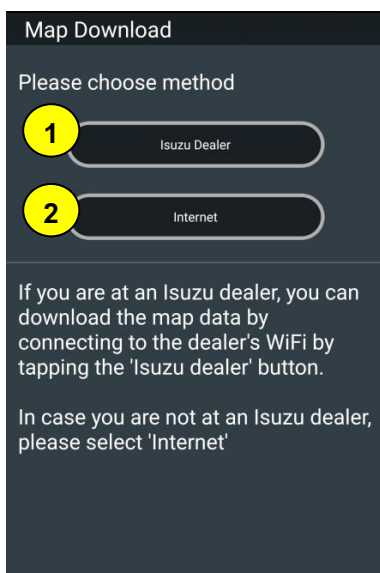 Map Download
Please choose method
1
Isuzu Dealer
2
Internet
If you are at an Isuzu dealer, you can
download the map data by
connecting to the dealer's WiFi by
tapping the 'Isuzu dealer' button.
In case you are not at an Isuzu dealer,
please select 'Internet'